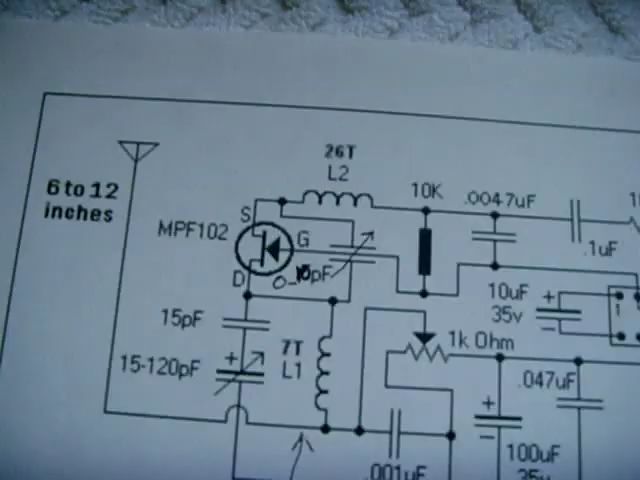 26T
L2
6 to 12
inches
10K
.0047uF
S
MPF102
G
.1uF
D
pF
10uF
35v
1
15pF
7T
L1
1k Ohm
15-120pF
.047uF
100uF
.001uF